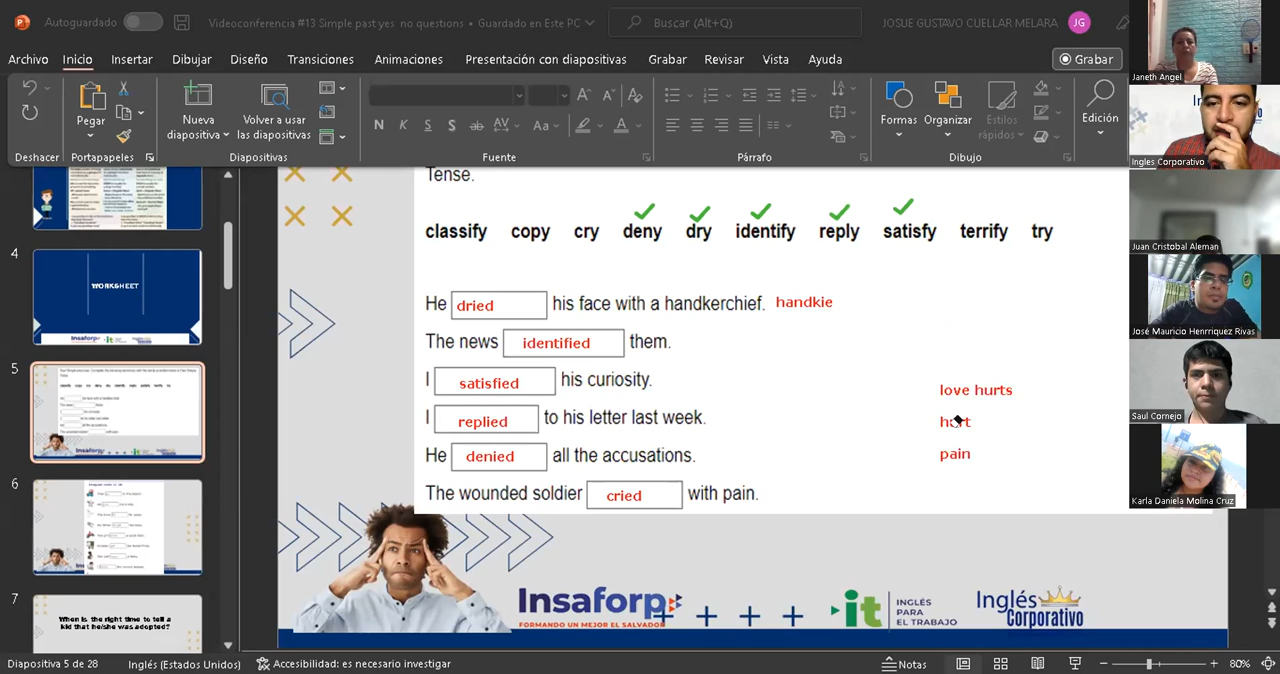 Autoguardado
Videoconferencia #13 Simple past yes no questions • Guardado en Este PC
Buscar (Alt+Q)
JOSUE GUSTAVO CUELLAR MELARA
JG
Archivo Inicio Insertar Dibujar Diseño Transiciones Animaciones Presentación con diapositivas Grabar Revisar Vista Ayuda
Grabar
Pegar
Nueva diapositiva
Volver a usar las diapositivas
N K S S ab AV Aa A
Formas
Organizar
Estilos rápidos
Edición
Deshacer Portapapeles Diapositivas Fuente Párrafo Dibujo
4
WORKSHEET
5
6
7
When is the right time to tell a
kid that he/she was adopted?
Tense.
classify copy cry deny dry identify reply satisfy terrify try
He dried his face with a handkerchief. handkie
The news identified them.
I satisfied his curiosity.
love hurts
I replied to his letter last week.
He denied all the accusations.
pain
The wounded soldier cried with pain.
Insaforp
FORMANDO UN MEJOR EL SALVADOR
it
INGLÉS
PARA
EL TRABAJO
Inglés
Corporativo
Janeth Angel
Ingles Corporativo
Juan Cristobal Aleman
José Mauricio Henrriquez Rivas
Saul Cornejo
Karla Daniela Molina Cruz
Diapositiva 5 de 28
Inglés (Estados Unidos)
Accesibilidad: es necesario investigar
Notas
80%